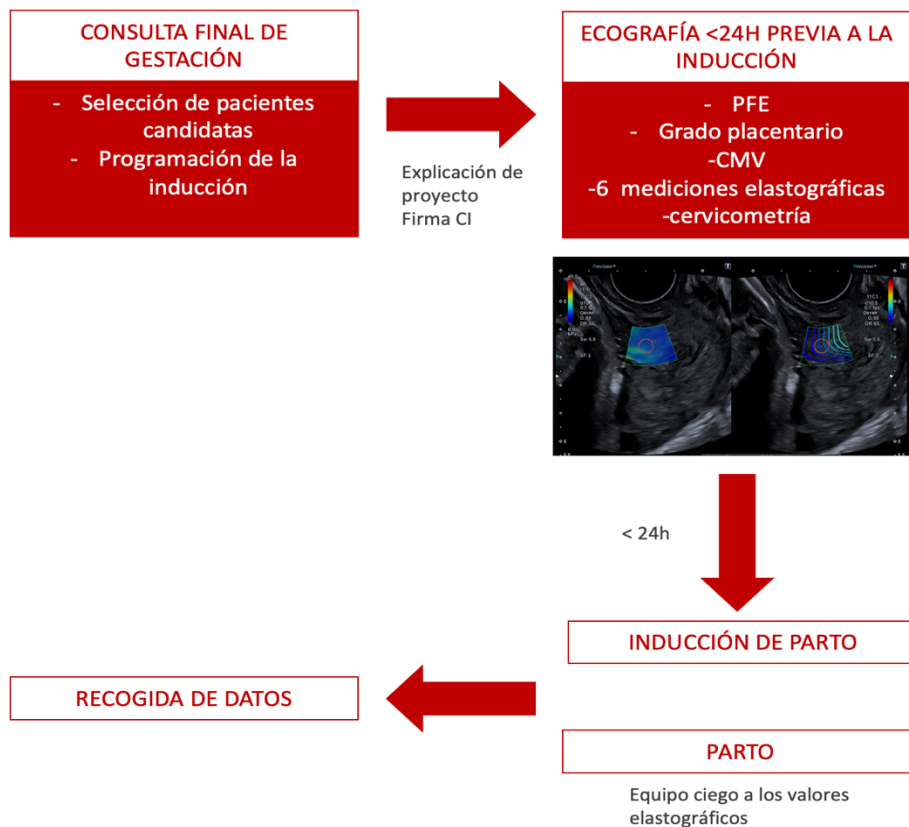 CONSULTA FINAL DE
GESTACIÓN
- Selección de pacientes
candidatas
- Programación de la
inducción
Explicación de
proyecto
Firma CI
ECOGRAFÍA <24H PREVIA A LA
INDUCCIÓN
- PFE
- Grado placentario
-CMV
-6 mediciones elastográficas
-cervicometría
Precision+
Precision+
T
T
< 24h
INDUCCIÓN DE PARTO
RECOGIDA DE DATOS
PARTO
Equipo ciego a los valores
elastográficos